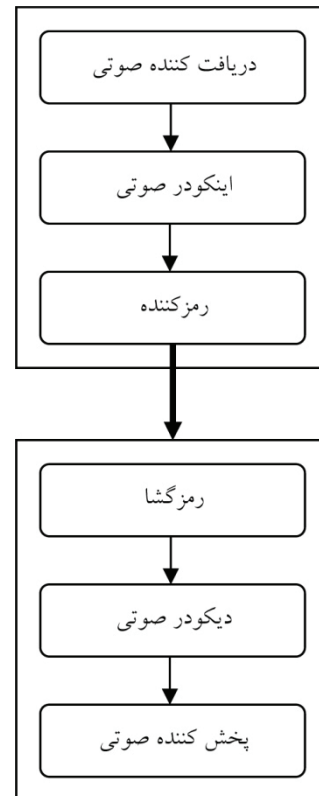 دریافت کننده صوتی
اینکودر صوتی
رمزکننده
رمزگشا
دیکودر صوتی
پخش کننده صوتی